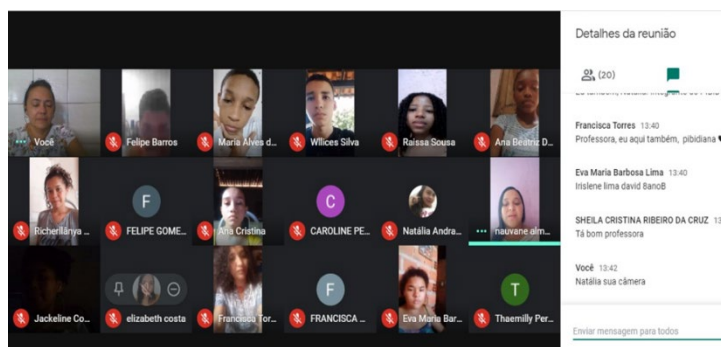 Detalhes da reunião
(20)
Francisca Torres 13:40
Professora, eu aqui também, pibidiana
Eva Maria Barbosa Lima 13:40
Irislene lima david 8anoB
SHEILA CRISTINA RIBEIRO DA CRUZ 13
Tá bom professora
Você 13:42
Natália sua câmera
Enviar mensagem para todos
Você
Felipe Barros
Maria Alves d...
Wllices Silva
Raissa Sousa
Ana Beatriz D...
Richerllânya ...
F
FELIPE GOME...
Ana Cristina
C
CAROLINE PE...
Natália Andra...
nauvane alm...
Jackeline Co...
elizabeth costa
Francisca Tor...
F
FRANCISCA ...
Eva Maria Bar...
T
Thaemilly Per...